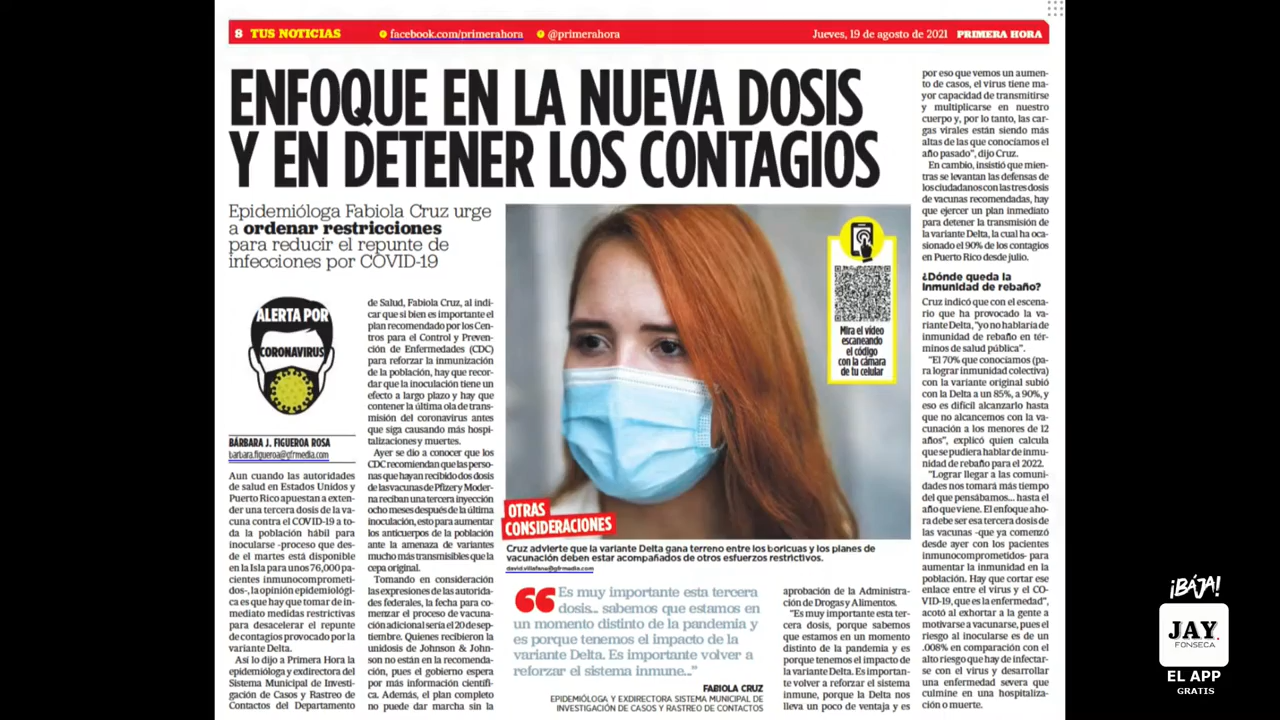 8 TUS NOTICIAS facebook.com/primerahora @primerahora Jueves, 19 de agosto de 2021 PRIMERA HORA
ENFOQUE EN LA NUEVA DOSIS
Y EN DETENER LOS CONTAGIOS
Epidemióloga Fabiola Cruz urge
a ordenar restricciones
para reducir el repunte de
infecciones por COVID-19
ALERTA POR
CORONAVIRUS
BÁRBARA J. FIGUEROA ROSA
barbara.figueroa@gfrmedia.com
Aun cuando las autoridades
de salud en Estados Unidos y
Puerto Rico apuestan a exten-
der una tercera dosis de la va-
cuna contra el COVID-19 a to-
da la población hábil para
inocularse -proceso que des-
de el martes está disponible
en la Isla para unos 76,000 pa-
cientes inmunocomprometi-
dos-, la opinión epidemiológi-
ca es que hay que tomar de in-
mediato medidas restrictivas
para desacelerar el repunte
de contagios provocado por la
variante Delta.
Así lo dijo a Primera Hora la
epidemióloga y exdirectora del
Sistema Municipal de Investi-
gación de Casos y Rastreo de
Contactos del Departamento
de Salud, Fabiola Cruz, al indi-
car que si bien es importante el
plan recomendado por los Cen-
tros para el Control y Preven-
ción de Enfermedades (CDC)
para reforzar la inmunización
de la población, hay que recor-
dar que la inoculación tiene un
efecto a largo plazo y hay que
contener la última ola de trans-
misión del coronavirus antes
que siga causando más hospi-
talizaciones y muertes.
Ayer se dio a conocer que los
CDC recomiendan que las perso-
nas que hayan recibido dos dosis
de las vacunas de Pfizer y Moder-
na reciban una tercera inyección
ocho meses después de la última
inoculación, esto para aumentar
los anticuerpos de la población
ante la amenaza de variantes
mucho más transmisibles que la
cepa original.
Tomando en consideración
las expresiones de las autorida-
des federales, la fecha para co-
menzar el proceso de vacuna-
ción adicional sería el 20 de sep-
tiembre. Quienes recibieron la
unidosis de Johnson & John-
son no están en la recomenda-
ción, pues el gobierno espera
por más información científi-
ca. Además, el plan completo
no puede dar marcha sin la
Mira el vídeo
escaneando
el código
con la cámara
de tu celular
OTRAS
CONSIDERACIONES
Cruz advierte que la variante Delta gana terreno entre los boricuas y los planes de
vacunación deben estar acompañados de otros esfuerzos restrictivos.
david.villafane@gfrmedia.com
“Es muy importante esta tercera
dosis... sabemos que estamos en
un momento distinto de la pandemia y
es porque tenemos el impacto de la
variante Delta. Es importante volver a
reforzar el sistema inmune...”
FABIOLA CRUZ
EPIDEMIÓLOGA Y EXDIRECTORA SISTEMA MUNICIPAL DE
INVESTIGACIÓN DE CASOS Y RASTREO DE CONTACTOS
aprobación de la Administra-
ción de Drogas y Alimentos.
“Es muy importante esta ter-
cera dosis, porque sabemos
que estamos en un momento
distinto de la pandemia y es
porque tenemos el impacto de
la variante Delta. Es importan-
te volver a reforzar el sistema
inmune, porque la Delta nos
lleva un poco de ventaja y es
por eso que vemos un aumen-
to de casos, el virus tiene ma-
yor capacidad de transmitirse
y multiplicarse en nuestro
cuerpo y, por lo tanto, las car-
gas virales están siendo más
altas de las que conocíamos el
año pasado”, dijo Cruz.
En cambio, insistió que mien-
tras se levantan las defensas de
los ciudadanos con las tres dosis
de vacunas recomendadas, hay
que ejercer un plan inmediato
para detener la transmisión de
la variante Delta, la cual ha oca-
sionado el 90% de los contagios
en Puerto Rico desde julio.
¿Dónde queda la
inmunidad de rebaño?
Cruz indicó que con el escena-
rio que ha provocado la va-
riante Delta, “yo no hablaría de
inmunidad de rebaño en tér-
minos de salud pública”.
“El 70% que conocíamos (pa-
ra lograr inmunidad colectiva)
con la variante original subió
con la Delta a un 85%, a 90%, y
eso es difícil alcanzarlo hasta
que no alcancemos con la va-
cunación a los menores de 12
años”, explicó quien calcula
que se pudiera hablar de inmu-
nidad de rebaño para el 2022.
“Lograr llegar a las comuni-
dades nos tomará más tiempo
del que pensábamos... hasta el
año que viene. El enfoque aho-
ra debe ser esa tercera dosis de
las vacunas -que ya comenzó
desde ayer con los pacientes
inmunocomprometidos- para
aumentar la inmunidad en la
población. Hay que cortar ese
enlace entre el virus y el CO-
VID-19, que es la enfermedad”,
acotó al exhortar a la gente a
motivarse a vacunarse, pues el
riesgo al inocularse es de un
.008% en comparación con el
alto riesgo que hay de infectar-
se con el virus y desarrollar
una enfermedad severa que
culmine en una hospitaliza-
ción o muerte.
¡BÁJA!
JAY.
FONSECA
EL APP
GRATIS